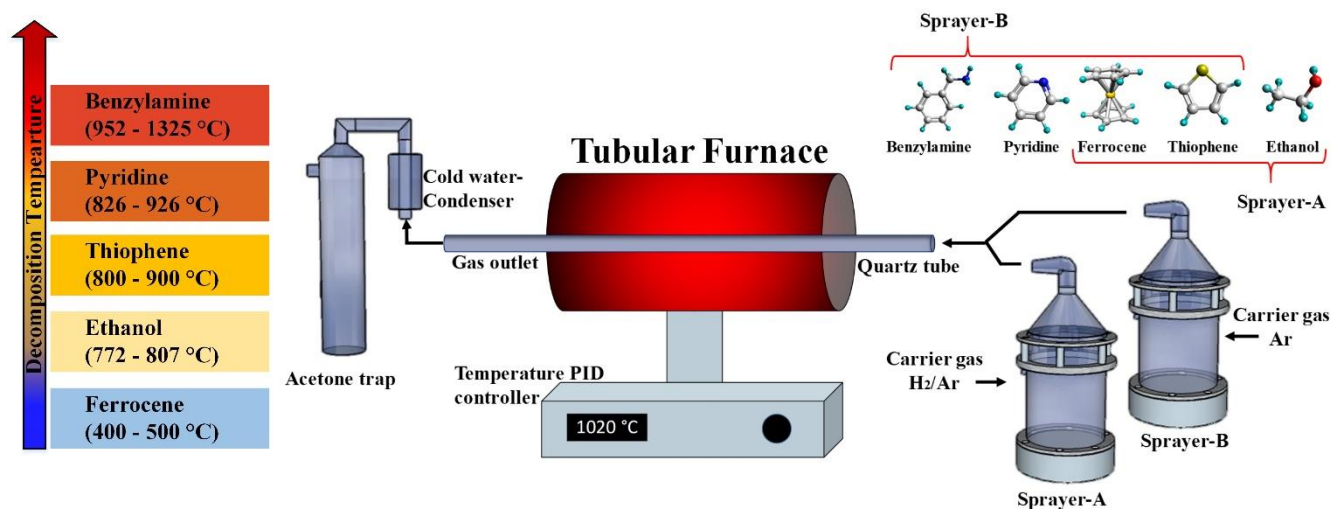 Decomposition Tempearture
Benzylamine
(952 - 1325 °C)
Pyridine
(826 - 926 °C)
Thiophene
(800 - 900 °C)
Ethanol
(772 - 807 °C)
Ferrocene
(400 - 500 °C)
Acetone trap
Cold water-
Condenser
Gas outlet
Tubular Furnace
Quartz tube
Temperature PID
controller
1020 °C
Sprayer-B
Benzylamine
Pyridine
Ferrocene
Thiophene
Ethanol
Sprayer-A
Carrier gas
H2/Ar
Carrier gas
Ar
Sprayer-B
Sprayer-A